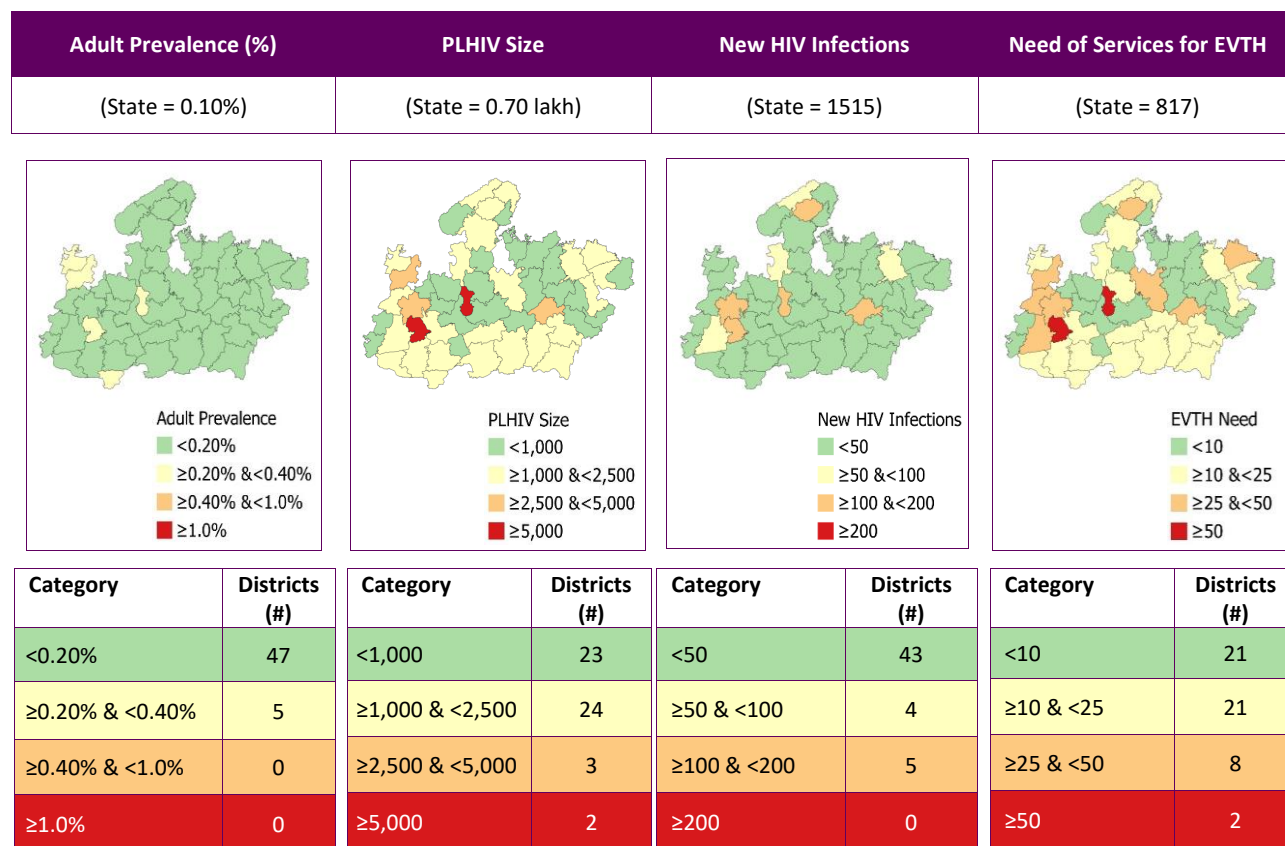 Adult Prevalence (%) PLHIV Size New HIV Infections Need of Services for EVTH
(State = 0.10%) (State = 0.70 lakh) (State = 1515) (State = 817)
Adult Prevalence
<0.20%
≥0.20% &<0.40%
≥0.40% &<1.0%
≥1.0%
PLHIV Size
<1,000
≥1,000 &<2,500
≥2,500 &<5,000
≥5,000
New HIV Infections
<50
≥50 &<100
≥100 &<200
≥200
EVTH Need
<10
≥10 &<25
≥25 &<50
≥50
Category Districts
(#)
<0.20% 47
≥0.20% & <0.40% 5
≥0.40% & <1.0% 0
≥1.0% 0
Category Districts
(#)
<1,000 23
≥1,000 & <2,500 24
≥2,500 & <5,000 3
≥5,000 2
Category Districts
(#)
<50 43
≥50 & <100 4
≥100 & <200 5
≥200 0
Category Districts
(#)
<10 21
≥10 & <25 21
≥25 & <50 8
≥50 2